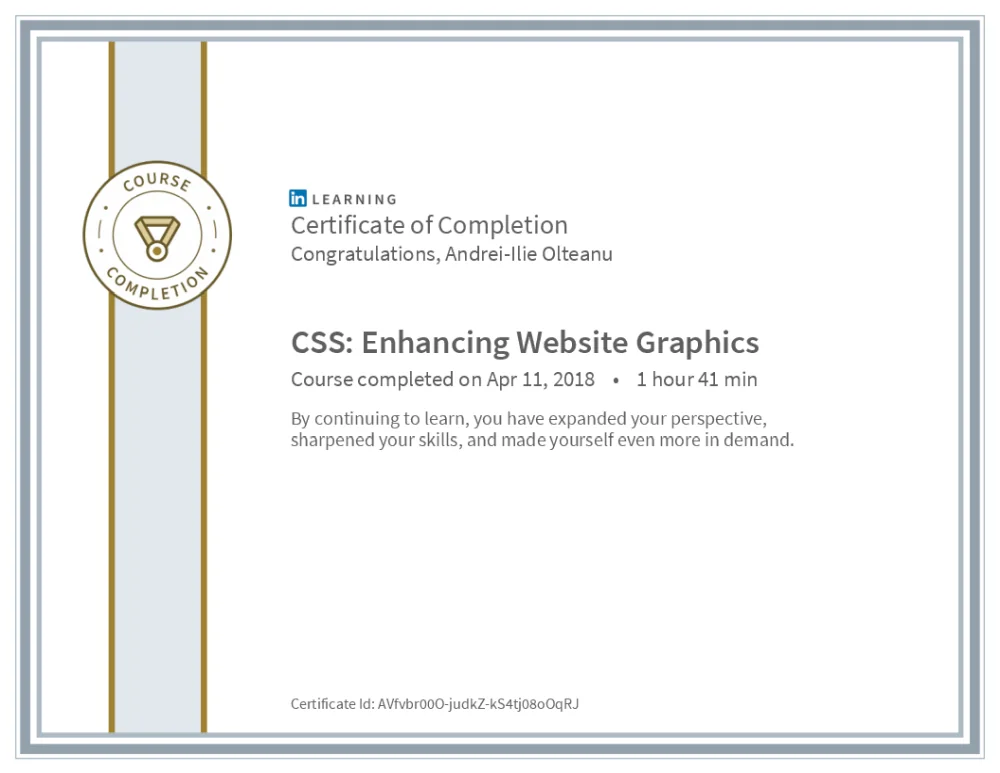 COURSE
COMPLETION
in LEARNING
Certificate of Completion
Congratulations, Andrei-Ilie Olteanu
CSS: Enhancing Website Graphics
Course completed on Apr 11, 2018 • 1 hour 41 min
By continuing to learn, you have expanded your perspective,
sharpened your skills, and made yourself even more in demand.
Certificate Id: AVfvbr00O-judkZ-kS4tj08oOqRJ